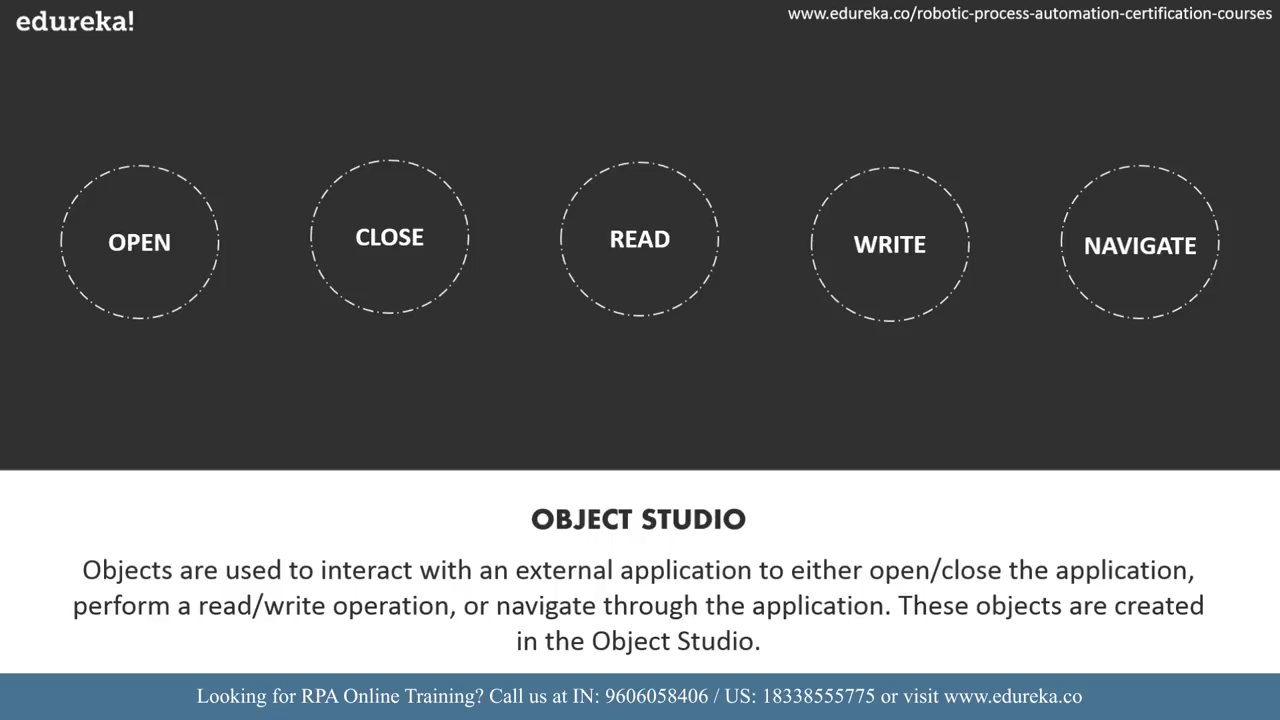 edureka!
www.edureka.co/robotic-process-automation-certification-courses
OPEN
CLOSE
READ
WRITE
NAVIGATE
OBJECT STUDIO
Objects are used to interact with an external application to either open/close the application,
perform a read/write operation, or navigate through the application. These objects are created
in the Object Studio.
Looking for RPA Online Training? Call us at IN: 9606058406 / US: 18338555775 or visit www.edureka.co